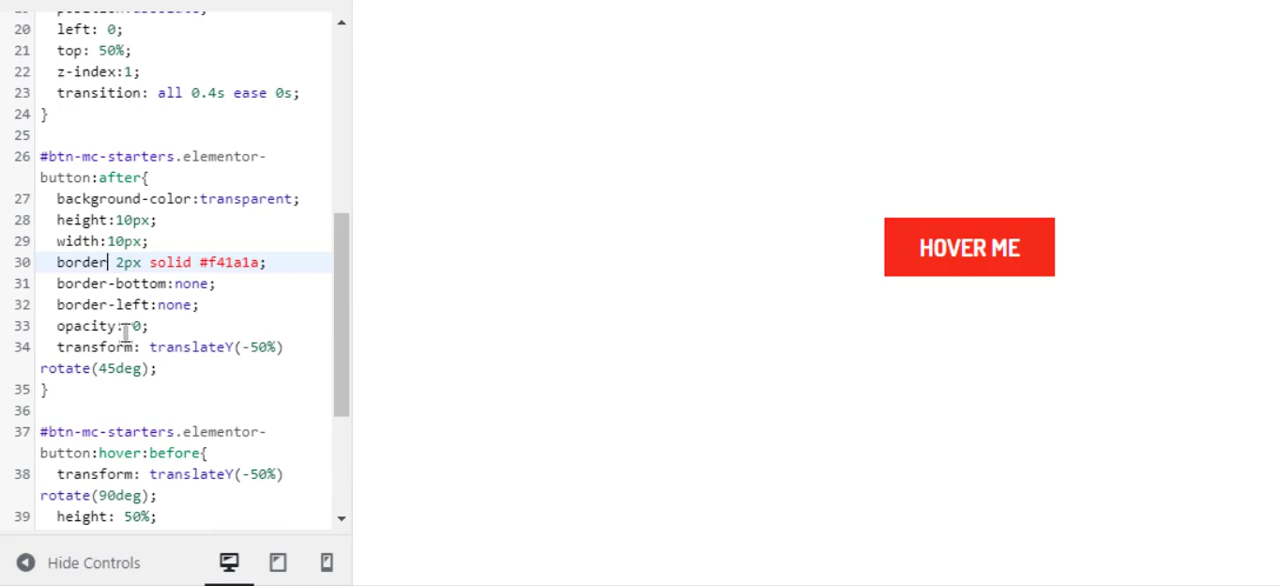 20 left: 0;
21 top: 50%;
22 z-index:1;
23 transition: all 0.4s ease 0s;
24 }
25
26 #btn-mc-starters.elementor-
button:after{
27 background-color:transparent;
28 height:10px;
29 width:10px;
30 border 2px solid #f41a1a;
31 border-bottom:none;
32 border-left:none;
33 opacity: 0;
34 transform: translateY(-50%)
rotate(45deg);
35 }
36
37 #btn-mc-starters.elementor-
button:hover:before{
38 transform: translateY(-50%)
rotate(90deg);
39 height: 50%;
Hide Controls
HOVER ME